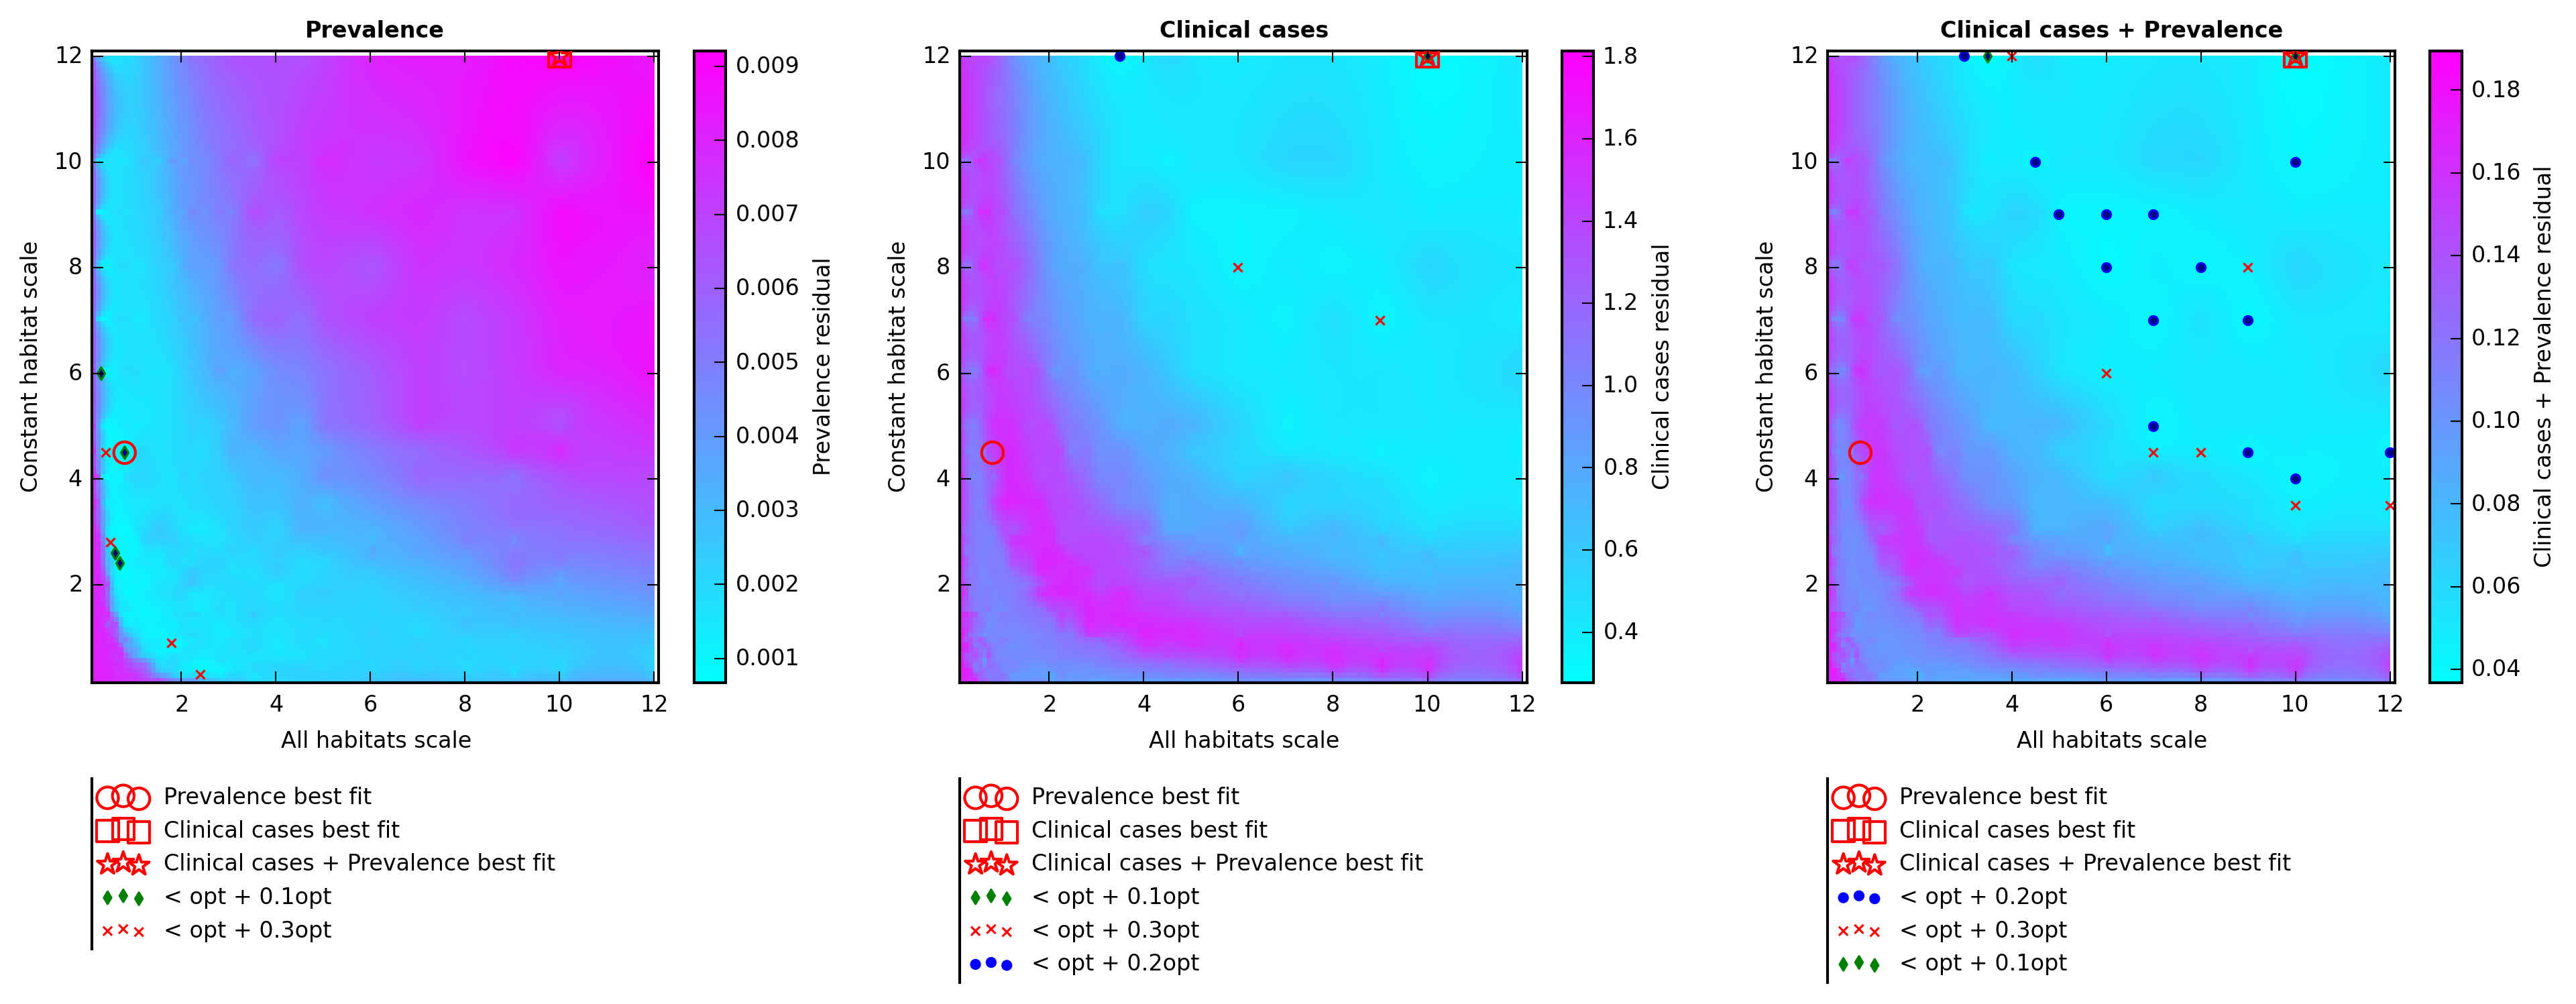 Prevalence
12
10
8
6
4
2
2 4 6 8 10 12
Constant habitat scale
All habitats scale
0.009
0.008
0.007
0.006
0.005
0.004
0.003
0.002
0.001
Prevalence residual
Prevalence best fit
Clinical cases best fit
Clinical cases + Prevalence best fit
< opt + 0.1opt
< opt + 0.3opt
Clinical cases
12
10
8
6
4
2
2 4 6 8 10 12
Constant habitat scale
All habitats scale
1.8
1.6
1.4
1.2
1.0
0.8
0.6
0.4
Clinical cases residual
Prevalence best fit
Clinical cases best fit
Clinical cases + Prevalence best fit
< opt + 0.1opt
< opt + 0.3opt
< opt + 0.2opt
Clinical cases + Prevalence
12
10
8
6
4
2
2 4 6 8 10 12
Constant habitat scale
All habitats scale
0.18
0.16
0.14
0.12
0.10
0.08
0.06
0.04
Clinical cases + Prevalence residual
Prevalence best fit
Clinical cases best fit
Clinical cases + Prevalence best fit
< opt + 0.2opt
< opt + 0.3opt
< opt + 0.1opt